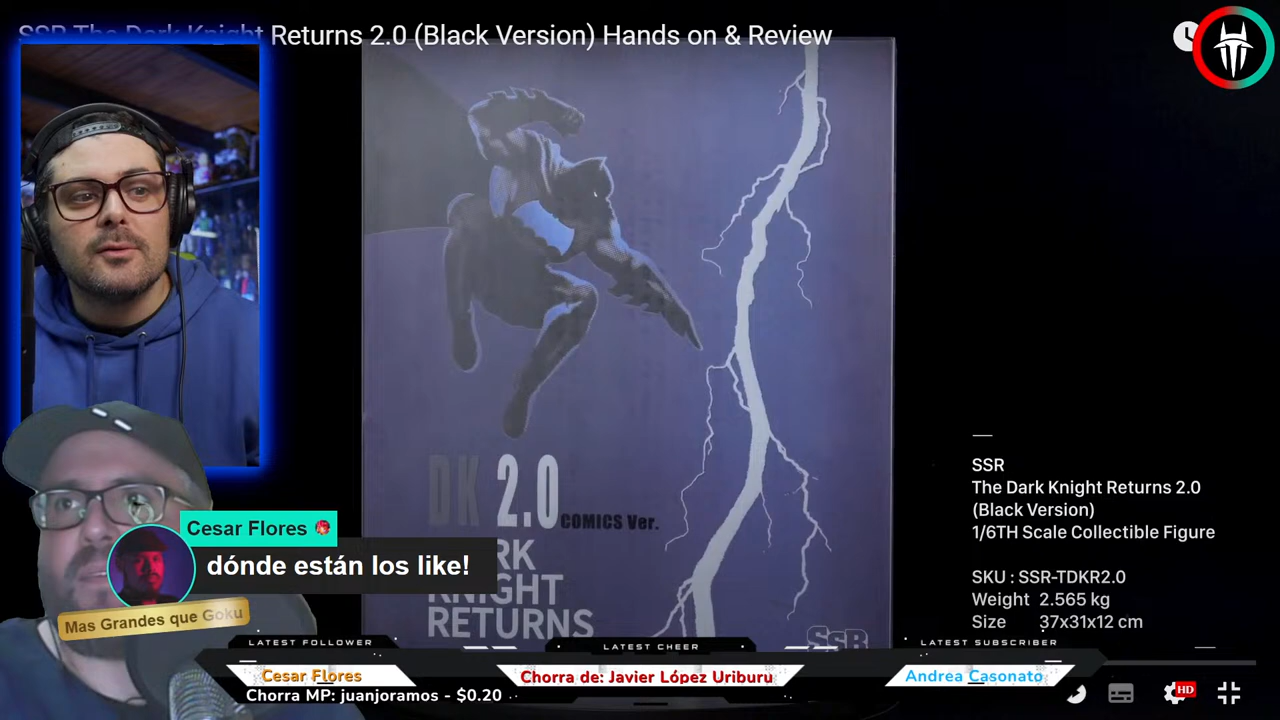 SSR The Dark Knight Returns 2.0 (Black Version) Hands on & Review
DK 2.0
COMICS Ver.
DARK
KNIGHT
RETURNS
SSR
SSR
The Dark Knight Returns 2.0
(Black Version)
1/6TH Scale Collectible Figure
SKU : SSR-TDKR2.0
Weight 2.565 kg
Size 37x31x12 cm
Cesar Flores
dónde están los like!
Mas Grandes que Goku
LATEST FOLLOWER
Cesar Flores
LATEST CHEER
Chorra de: Javier López Uriburu
LATEST SUBSCRIBER
Andrea Casonato
Chorra MP: juanjoramos - $0.20
HD